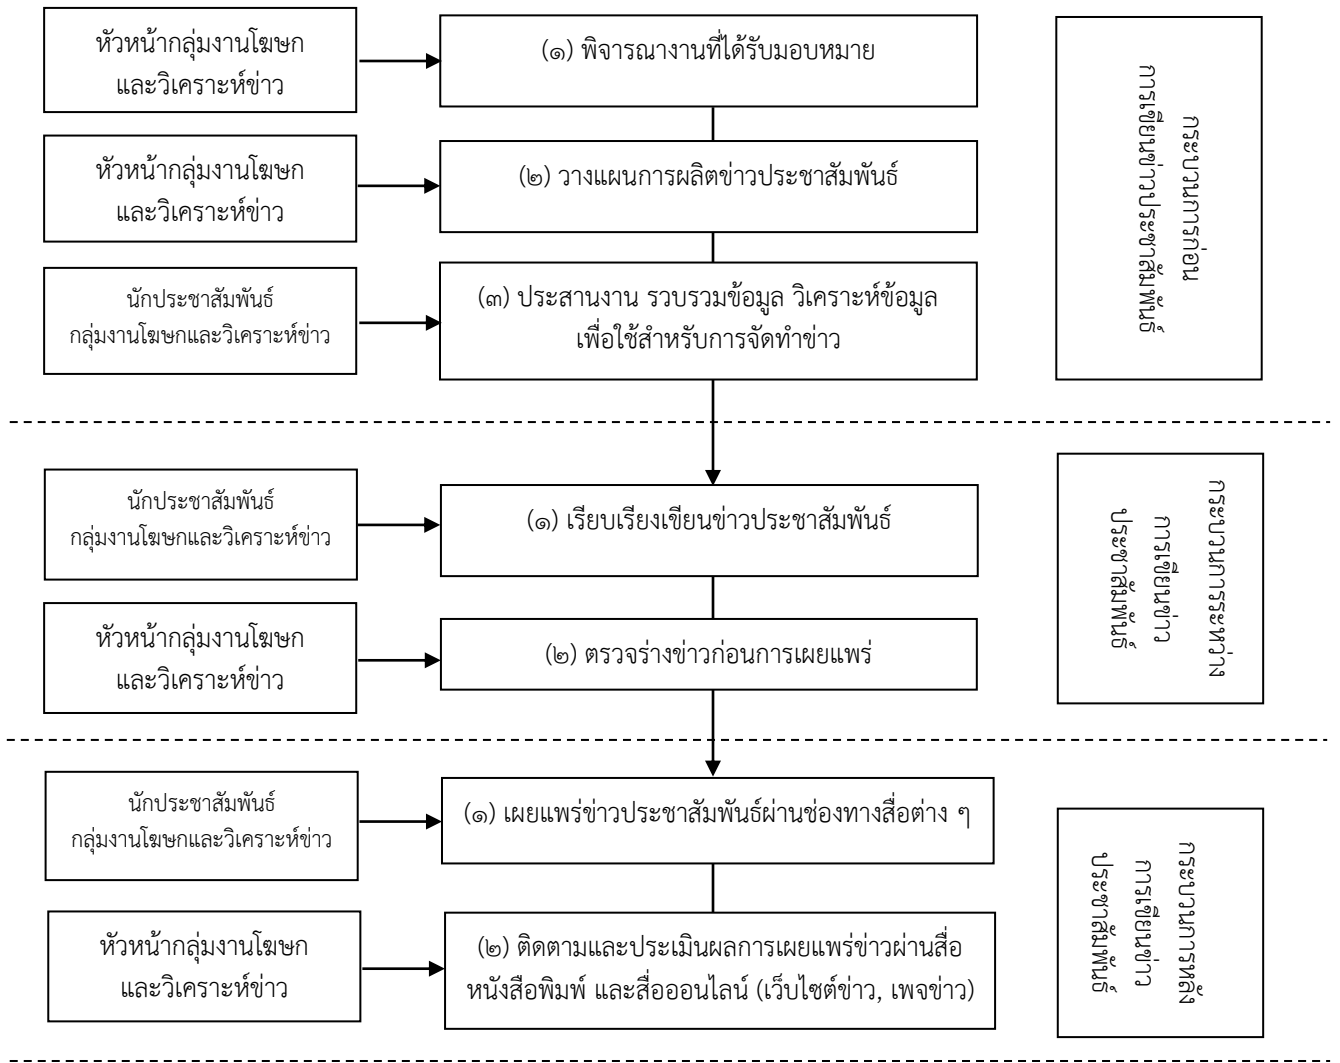 หัวหน้ากลุ่มงานโฆษก
และวิเคราะห์ข่าว
(๑) พิจารณางานที่ได้รับมอบหมาย
หัวหน้ากลุ่มงานโฆษก
และวิเคราะห์ข่าว
(๒) วางแผนการผลิตข่าวประชาสัมพันธ์
นักประชาสัมพันธ์
กลุ่มงานโฆษกและวิเคราะห์ข่าว
(๓) ประสานงาน รวบรวมข้อมูล วิเคราะห์ข้อมูล
เพื่อใช้สำหรับการจัดทำข่าว
กระบวนการก่อน
การเขียนข่าวประชาสัมพันธ์
นักประชาสัมพันธ์
กลุ่มงานโฆษกและวิเคราะห์ข่าว
(๑) เรียบเรียงเขียนข่าวประชาสัมพันธ์
หัวหน้ากลุ่มงานโฆษก
และวิเคราะห์ข่าว
(๒) ตรวจร่างข่าวก่อนการเผยแพร่
กระบวนการระหว่าง
การเขียนข่าว
ประชาสัมพันธ์
นักประชาสัมพันธ์
กลุ่มงานโฆษกและวิเคราะห์ข่าว
(๑) เผยแพร่ข่าวประชาสัมพันธ์ผ่านช่องทางสื่อต่าง ๆ
หัวหน้ากลุ่มงานโฆษก
และวิเคราะห์ข่าว
(๒) ติดตามและประเมินผลการเผยแพร่ข่าวผ่านสื่อ
หนังสือพิมพ์ และสื่อออนไลน์ (เว็บไซต์ข่าว, เพจข่าว)
กระบวนการหลัง
การเขียนข่าว
ประชาสัมพันธ์